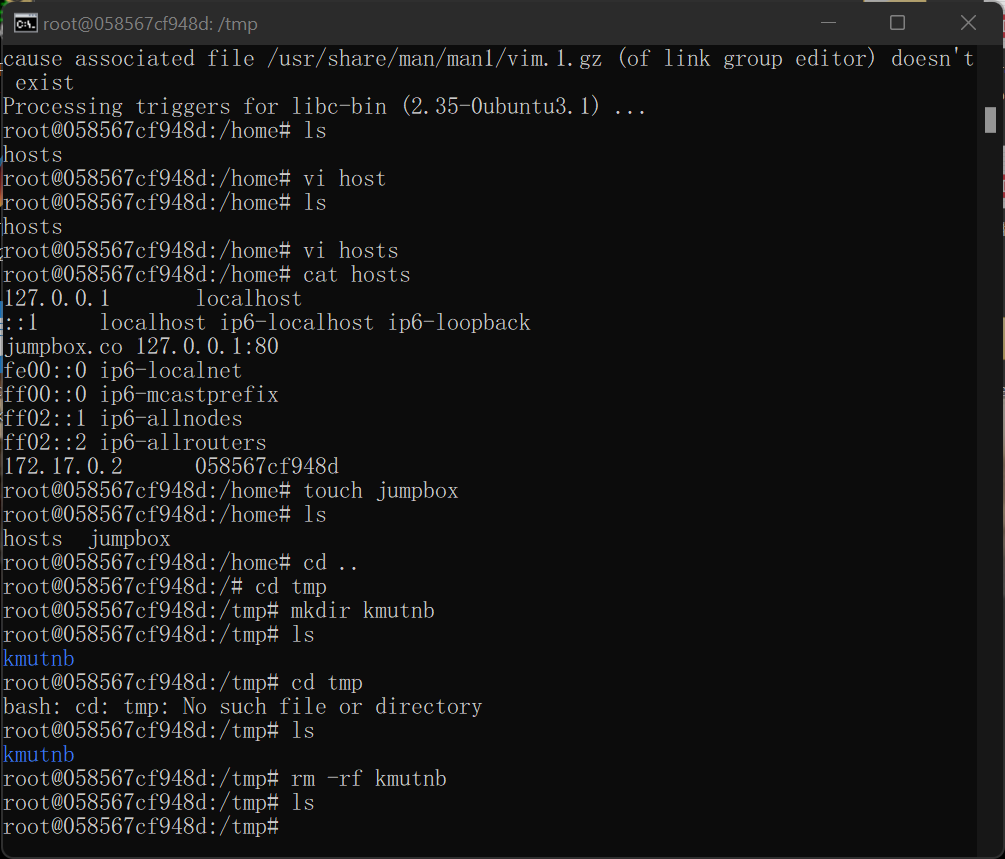 root@058567cf948d: /tmp
cause associated file /usr/share/man/man1/vim.1.gz (of link group editor) doesn't
 exist
Processing triggers for libc-bin (2.35-0ubuntu3.1) ...
root@058567cf948d:/home# ls
hosts
root@058567cf948d:/home# vi host
root@058567cf948d:/home# ls
hosts
root@058567cf948d:/home# vi hosts
root@058567cf948d:/home# cat hosts
127.0.0.1       localhost
::1     localhost ip6-localhost ip6-loopback
jumpbox.co 127.0.0.1:80
fe00::0 ip6-localnet
ff00::0 ip6-mcastprefix
ff02::1 ip6-allnodes
ff02::2 ip6-allrouters
172.17.0.2      058567cf948d
root@058567cf948d:/home# touch jumpbox
root@058567cf948d:/home# ls
hosts  jumpbox
root@058567cf948d:/home# cd ..
root@058567cf948d:/# cd tmp
root@058567cf948d:/tmp# mkdir kmutnb
root@058567cf948d:/tmp# ls
kmutnb
root@058567cf948d:/tmp# cd tmp
bash: cd: tmp: No such file or directory
root@058567cf948d:/tmp# ls
kmutnb
root@058567cf948d:/tmp# rm -rf kmutnb
root@058567cf948d:/tmp# ls
root@058567cf948d:/tmp#